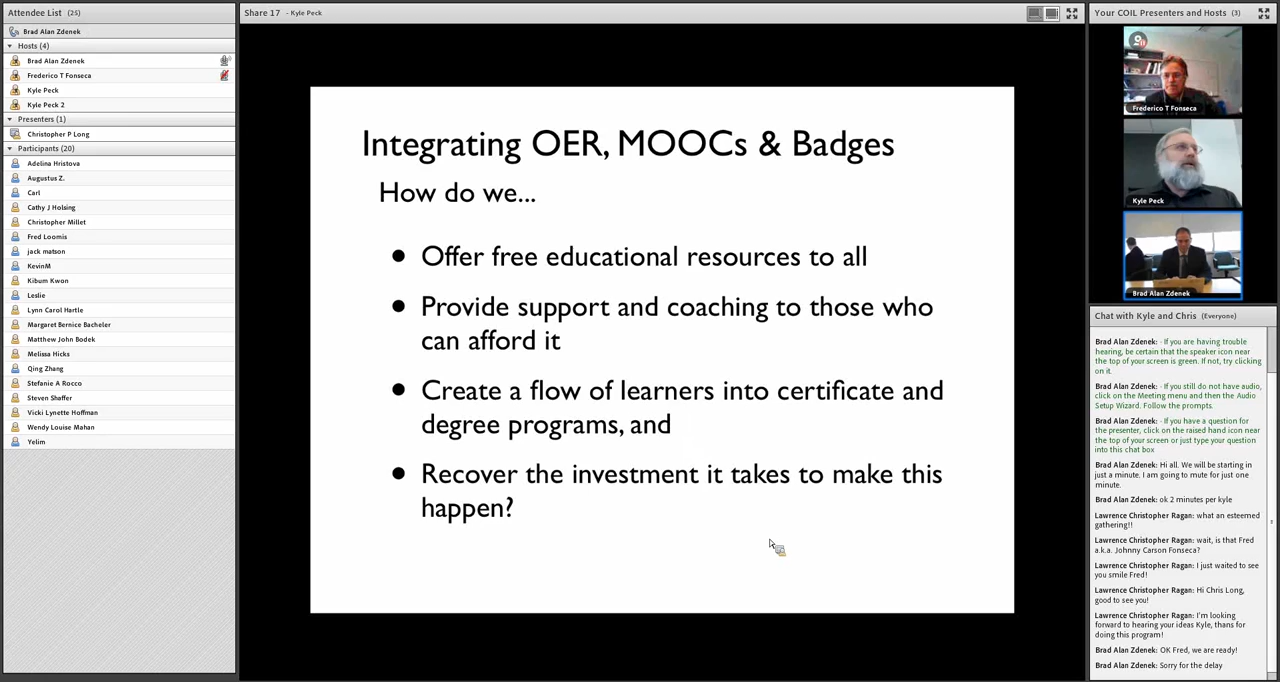 Attendee List (25)
Brad Alan Zdenek
Hosts (4)
Brad Alan Zdenek
Frederico T Fonseca
Kyle Peck
Kyle Peck 2
Presenters (1)
Christopher P Long
Participants (20)
Adelina Hristova
Augustus Z.
Carl
Cathy J Holsing
Christopher Millet
Fred Loomis
jack matson
KevinM
Kibum Kwon
Leslie
Lynn Carol Hartle
Margaret Bernice Bacheler
Matthew John Bodek
Melissa Hicks
Qing Zhang
Stefanie A Rocco
Steven Shaffer
Vicki Lynette Hoffman
Wendy Louise Mahan
Yelim
Share 17 - Kyle Peck
Integrating OER, MOOCs & Badges
How do we...
• Offer free educational resources to all
• Provide support and coaching to those who
can afford it
• Create a flow of learners into certificate and
degree programs, and
• Recover the investment it takes to make this
happen?
Your COIL Presenters and Hosts (3)
Frederico T Fonseca
Kyle Peck
Brad Alan Zdenek
Chat with Kyle and Chris (Everyone)
Brad Alan Zdenek: - If you are having trouble
hearing, be certain that the speaker icon near
the top of your screen is green. If not, try clicking
on it.
Brad Alan Zdenek: - If you still do not have audio,
click on the Meeting menu and then the Audio
Setup Wizard. Follow the prompts.
Brad Alan Zdenek: - If you have a question for
the presenter, click on the raised hand icon near
the top of your screen or just type your question
into this chat box
Brad Alan Zdenek: Hi all. We will be starting in
just a minute. I am going to mute for just one
minute.
Brad Alan Zdenek: ok 2 minutes per kyle
Lawrence Christopher Ragan: what an esteemed
gathering!!
Lawrence Christopher Ragan: wait, is that Fred
a.k.a. Johnny Carson Fonseca?
Lawrence Christopher Ragan: I just waited to see
you smile Fred!
Lawrence Christopher Ragan: Hi Chris Long,
good to see you!
Lawrence Christopher Ragan: I'm looking
forward to hearing your ideas Kyle, thans for
doing this program!
Brad Alan Zdenek: OK Fred, we are ready!
Brad Alan Zdenek: Sorry for the delay